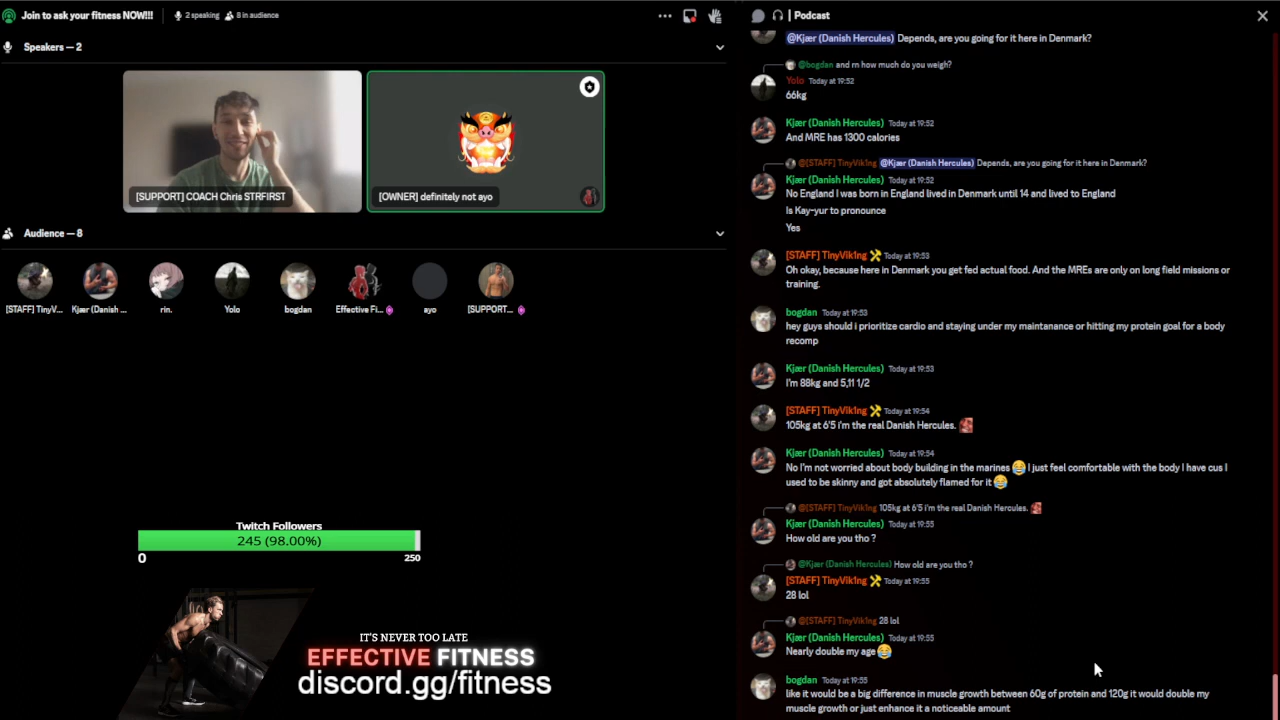 Join to ask your fitness NOW!!!
2 speaking
8 in audience
Speakers — 2
[SUPPORT] COACH Chris STRFIRST
[OWNER] definitely not ayo
Audience — 8
[STAFF] TinyV...
Kjær (Danish ...
rin.
Yolo
bogdan
Effective Fi...
ayo
[SUPPORT...
Twitch Followers
245 (98.00%)
0
250
IT'S NEVER TOO LATE
EFFECTIVE FITNESS
discord.gg/fitness
Podcast
@Kjær (Danish Hercules) Depends, are you going for it here in Denmark?
@bogdan and rn how much do you weigh?
Yolo Today at 19:52
66kg
Kjær (Danish Hercules) Today at 19:52
And MRE has 1300 calories
@[STAFF] TinyVik1ng @Kjær (Danish Hercules) Depends, are you going for it here in Denmark?
Kjær (Danish Hercules) Today at 19:52
No England I was born in England lived in Denmark until 14 and lived to England
Is Kay-yur to pronounce
Yes
[STAFF] TinyVik1ng Today at 19:53
Oh okay, because here in Denmark you get fed actual food. And the MREs are only on long field missions or
training.
bogdan Today at 19:53
hey guys should i prioritize cardio and staying under my maintanance or hitting my protein goal for a body
recomp
Kjær (Danish Hercules) Today at 19:53
I'm 88kg and 5,11 1/2
[STAFF] TinyVik1ng Today at 19:54
105kg at 6'5 i'm the real Danish Hercules.
Kjær (Danish Hercules) Today at 19:54
No I'm not worried about body building in the marines 😂 I just feel comfortable with the body I have cus I
used to be skinny and got absolutely flamed for it 😂
@[STAFF] TinyVik1ng 105kg at 6'5 i'm the real Danish Hercules.
Kjær (Danish Hercules) Today at 19:55
How old are you tho ?
@Kjær (Danish Hercules) How old are you tho ?
[STAFF] TinyVik1ng Today at 19:55
28 lol
@[STAFF] TinyVik1ng 28 lol
Kjær (Danish Hercules) Today at 19:55
Nearly double my age 😂
bogdan Today at 19:55
like it would be a big difference in muscle growth between 60g of protein and 120g it would double my
muscle growth or just enhance it a noticeable amount